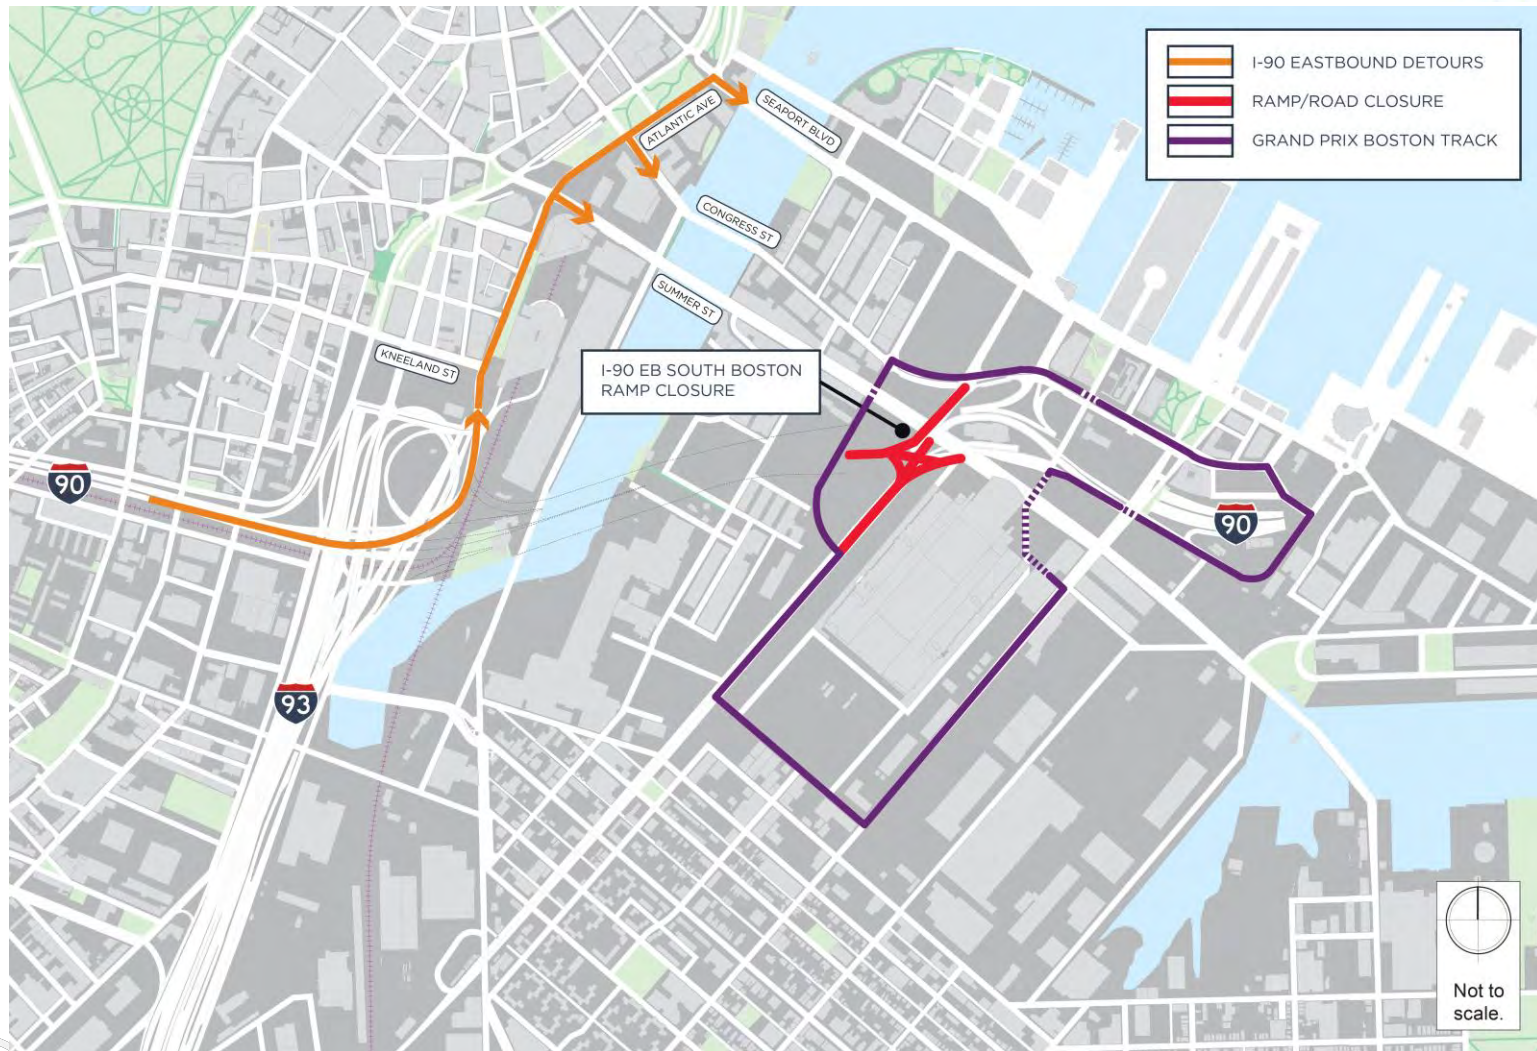 I-90 EASTBOUND DETOURS
RAMP/ROAD CLOSURE
GRAND PRIX BOSTON TRACK
ATLANTIC AVE
SEAPORT BLVD
CONGRESS ST
SUMMER ST
KNEELAND ST
I-90 EB SOUTH BOSTON
RAMP CLOSURE
90
90
93
Not to
scale.